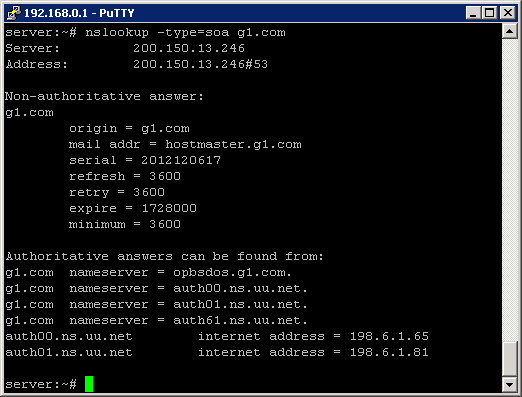 192.168.0.1 - PuTTY
server:~# nslookup -type=soa g1.com
Server:         200.150.13.246
Address:        200.150.13.246#53
Non-authoritative answer:
g1.com
        origin = g1.com
        mail addr = hostmaster.g1.com
        serial = 2012120617
        refresh = 3600
        retry = 3600
        expire = 1728000
        minimum = 3600
Authoritative answers can be found from:
g1.com  nameserver = opbsdos.g1.com.
g1.com  nameserver = auth00.ns.uu.net.
g1.com  nameserver = auth01.ns.uu.net.
g1.com  nameserver = auth61.ns.uu.net.
auth00.ns.uu.net        internet address = 198.6.1.65
auth01.ns.uu.net        internet address = 198.6.1.81
server:~#